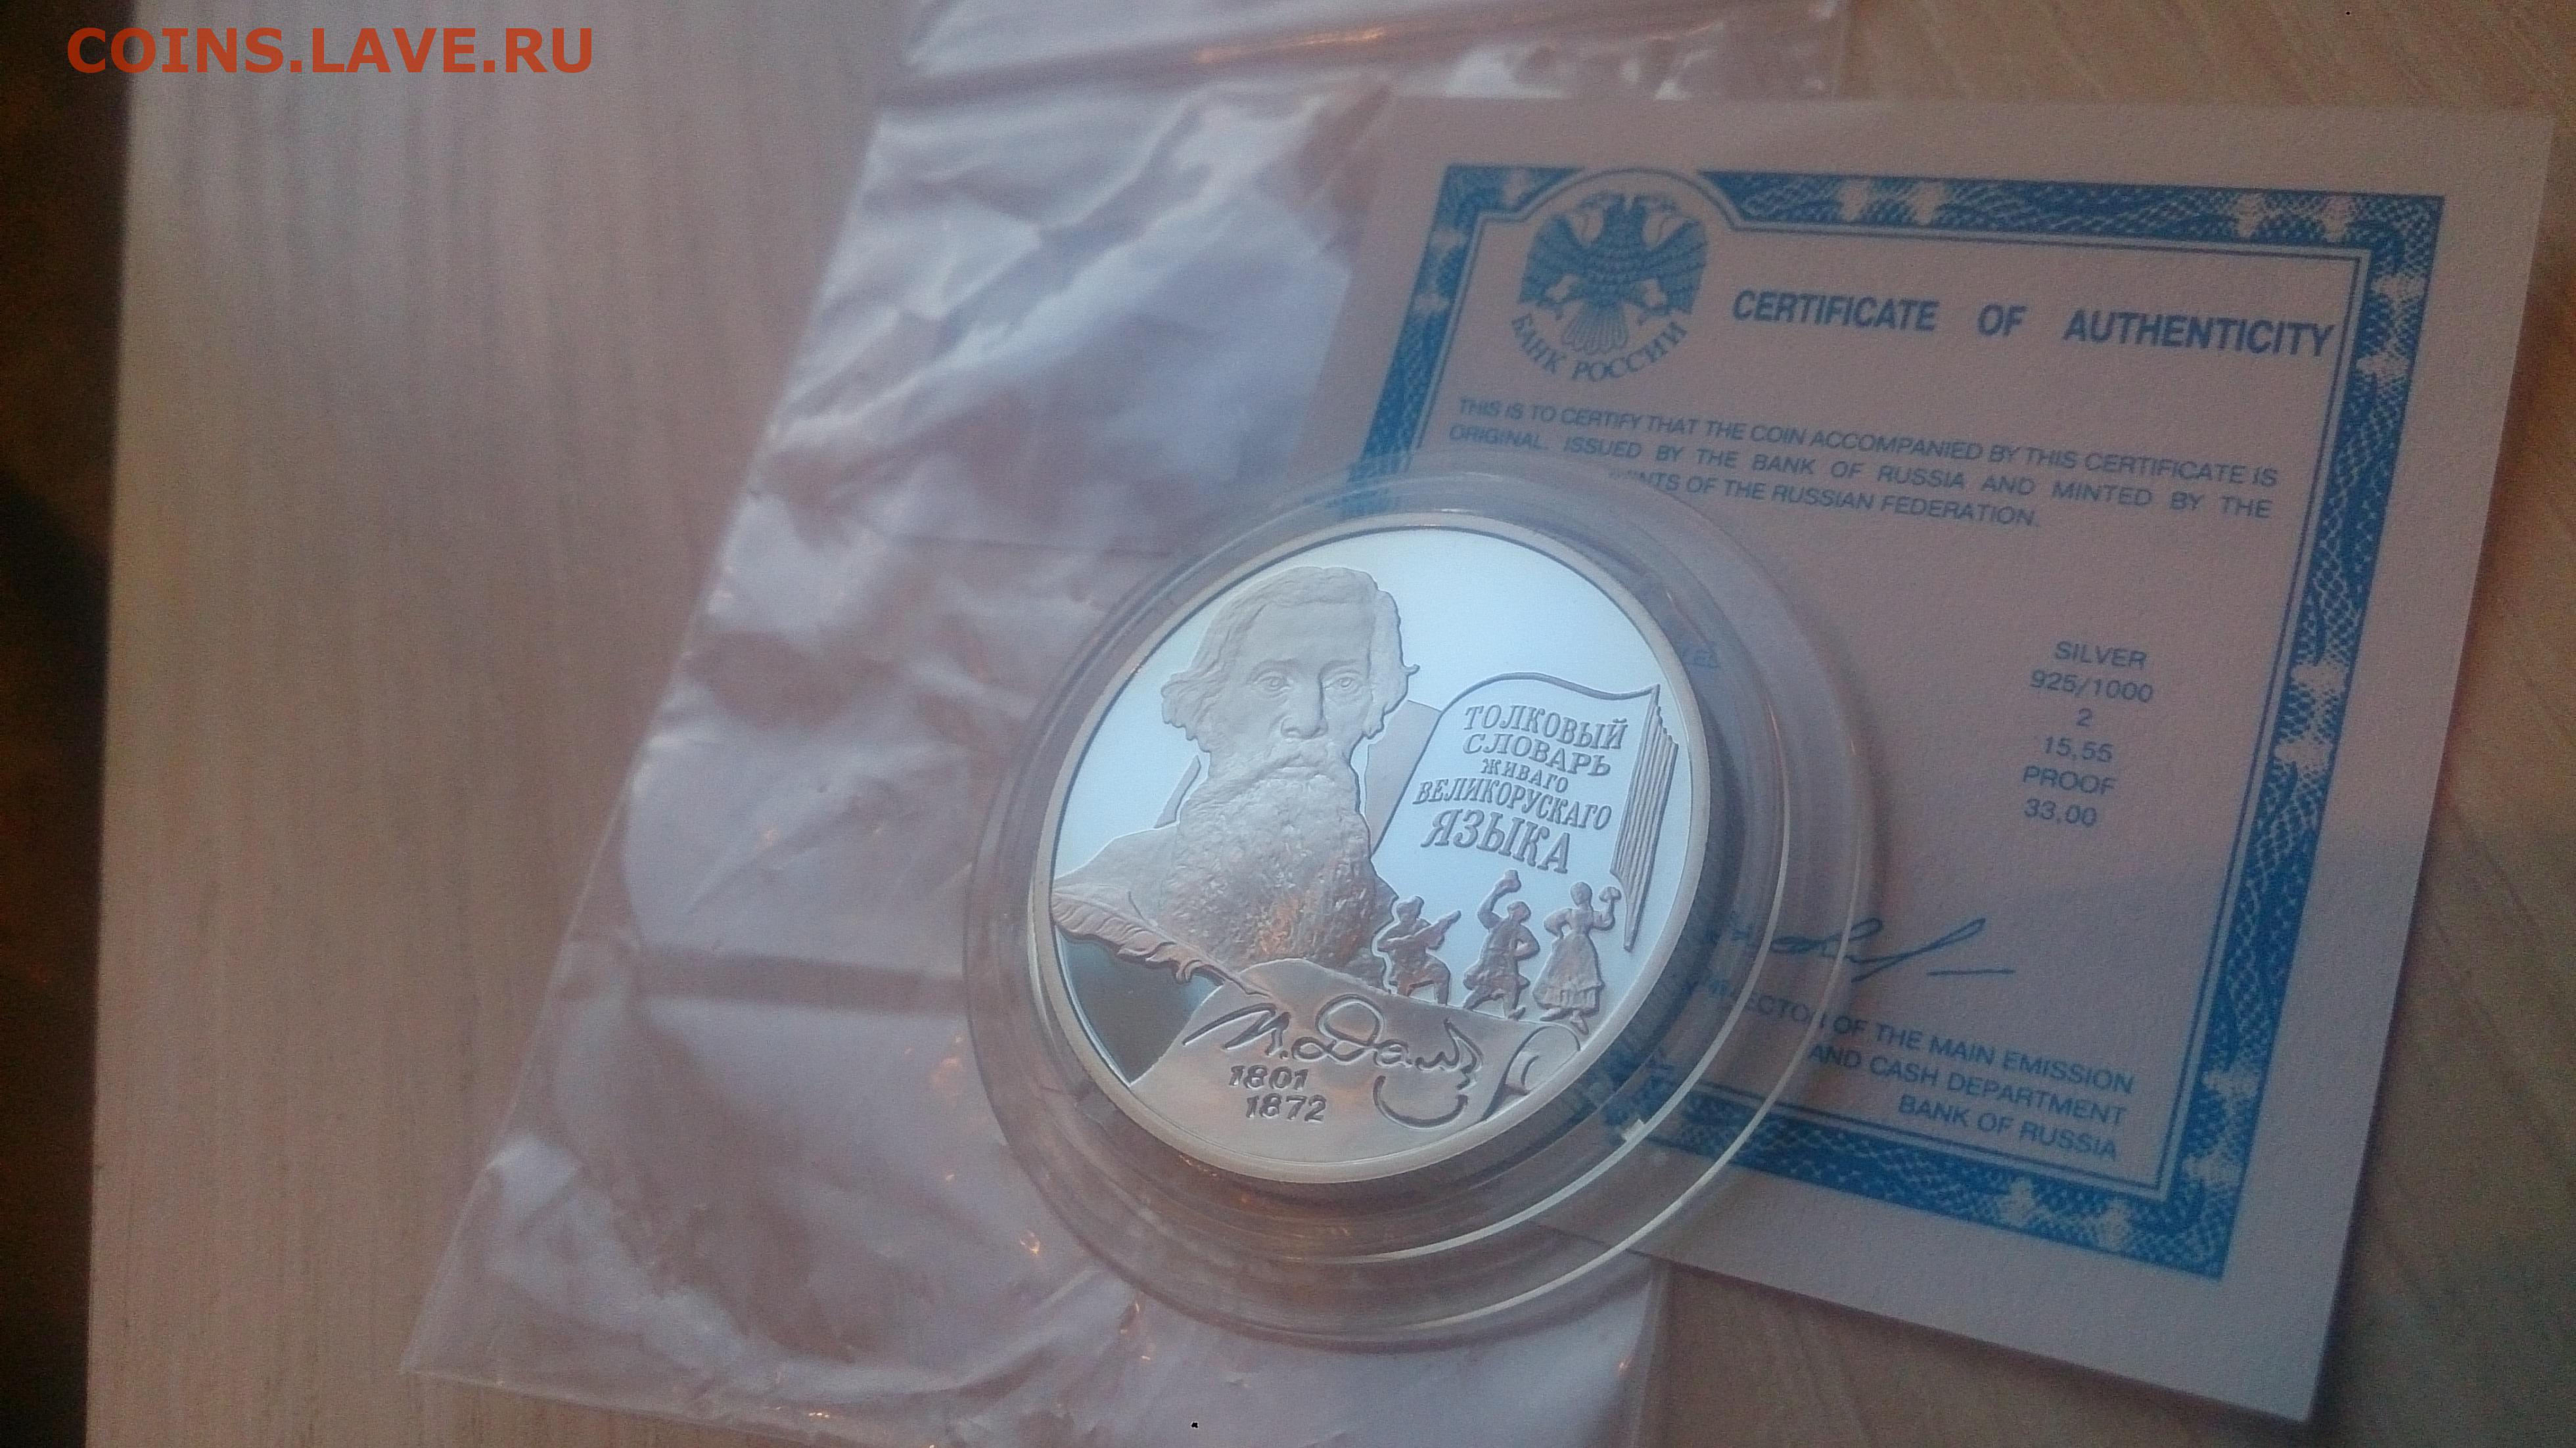 COINS.LAVE.RU
БАНК РОССИИ
CERTIFICATE OF AUTHENTICITY
THIS IS TO CERTIFY THAT THE COIN ACCOMPANIED BY THIS CERTIFICATE IS
ORIGINAL, ISSUED BY THE BANK OF RUSSIA AND MINTED BY THE
OF THE RUSSIAN FEDERATION.
SILVER
925/1000
2
15,55
PROOF
33,00
OF THE MAIN EMISSION
AND CASH DEPARTMENT
BANK OF RUSSIA
ТОЛКОВЫЙ
СЛОВАРЬ
ЖИВАГО
ВЕЛИКОРУСКАГО
ЯЗЫКА
В.Даль
1801
1872